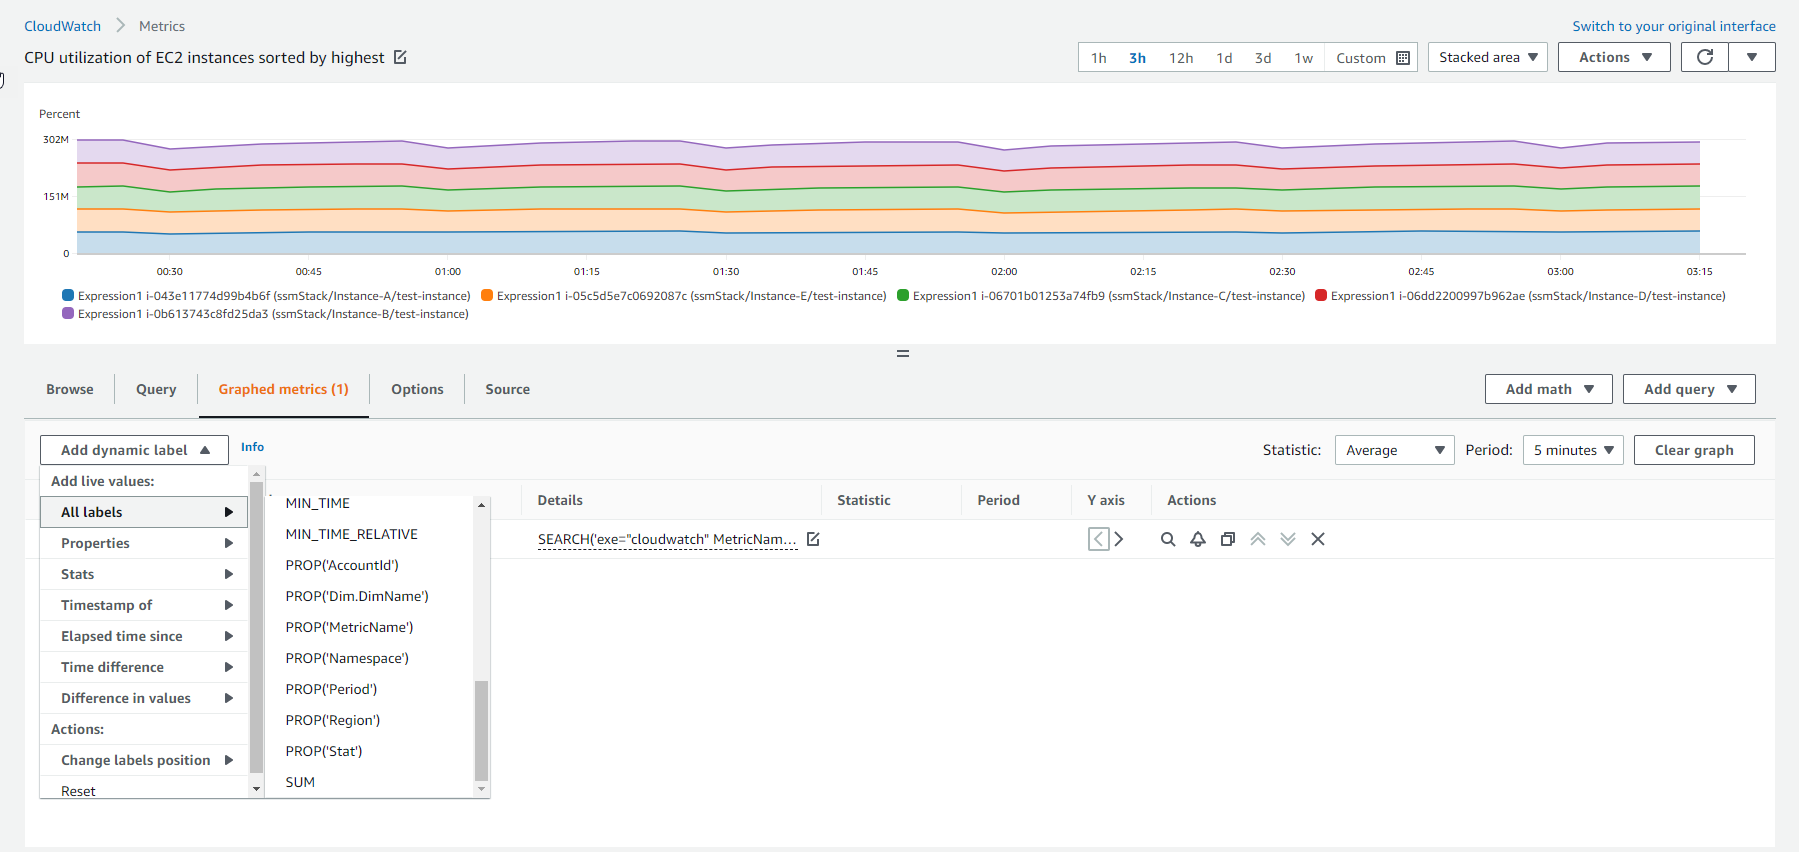 CloudWatch > Metrics
Switch to your original interface
CPU utilization of EC2 instances sorted by highest
1h 3h 12h 1d 3d 1w Custom
Stacked area
Actions
Percent
302M
151M
0
00:30 00:45 01:00 01:15 01:30 01:45 02:00 02:15 02:30 02:45 03:00 03:15
Expression1 i-043e11774d99b4b6f (ssmStack/Instance-A/test-instance) Expression1 i-05c5d5e7c0692087c (ssmStack/Instance-E/test-instance) Expression1 i-06701b01253a74fb9 (ssmStack/Instance-C/test-instance) Expression1 i-06dd2200997b962ae (ssmStack/Instance-D/test-instance)
Expression1 i-0b613743c8fd25da3 (ssmStack/Instance-B/test-instance)
Browse Query Graphed metrics (1) Options Source
Add math
Add query
Add dynamic label
Info
Statistic: Average Period: 5 minutes Clear graph
Details Statistic Period Y axis Actions
SEARCH('exe="cloudwatch" MetricNam...
Add live values:
All labels
Properties
Stats
Timestamp of
Elapsed time since
Time difference
Difference in values
Actions:
Change labels position
Reset
MIN_TIME
MIN_TIME_RELATIVE
PROP('AccountId')
PROP('Dim.DimName')
PROP('MetricName')
PROP('Namespace')
PROP('Period')
PROP('Region')
PROP('Stat')
SUM